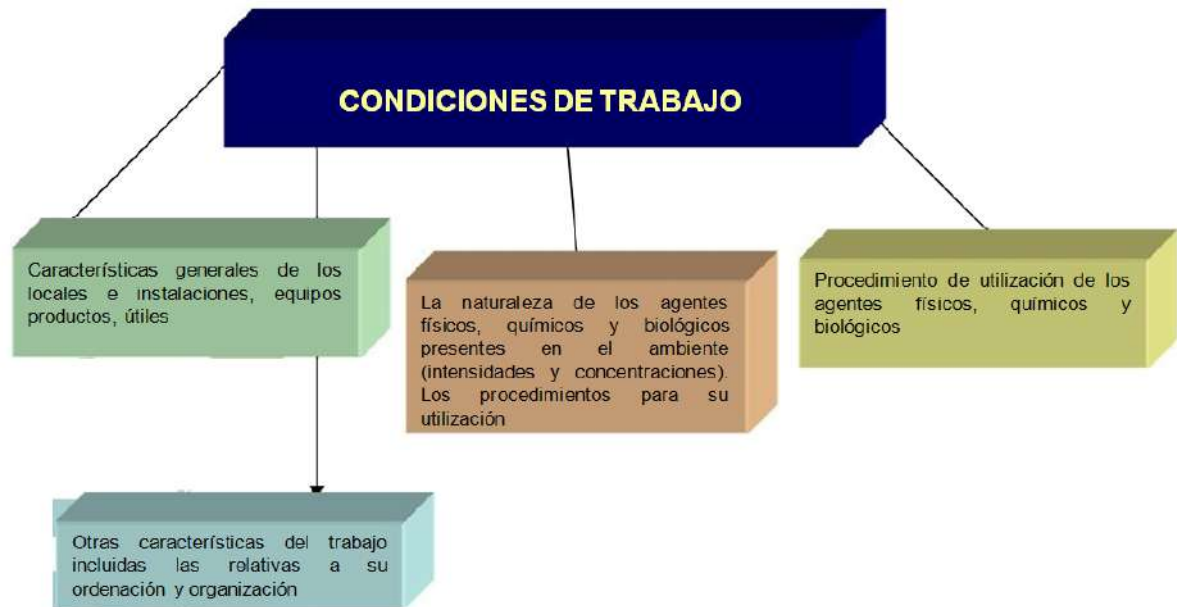 CONDICIONES DE TRABAJO
Características generales de los
locales e instalaciones, equipos
productos, útiles
La naturaleza de los agentes
físicos, químicos y biológicos
presentes en el ambiente
(intensidades y concentraciones).
Los procedimientos para su
utilización
Procedimiento de utilización de los
agentes físicos, químicos y
biológicos
Otras características del trabajo
incluidas las relativas a su
ordenación y organización